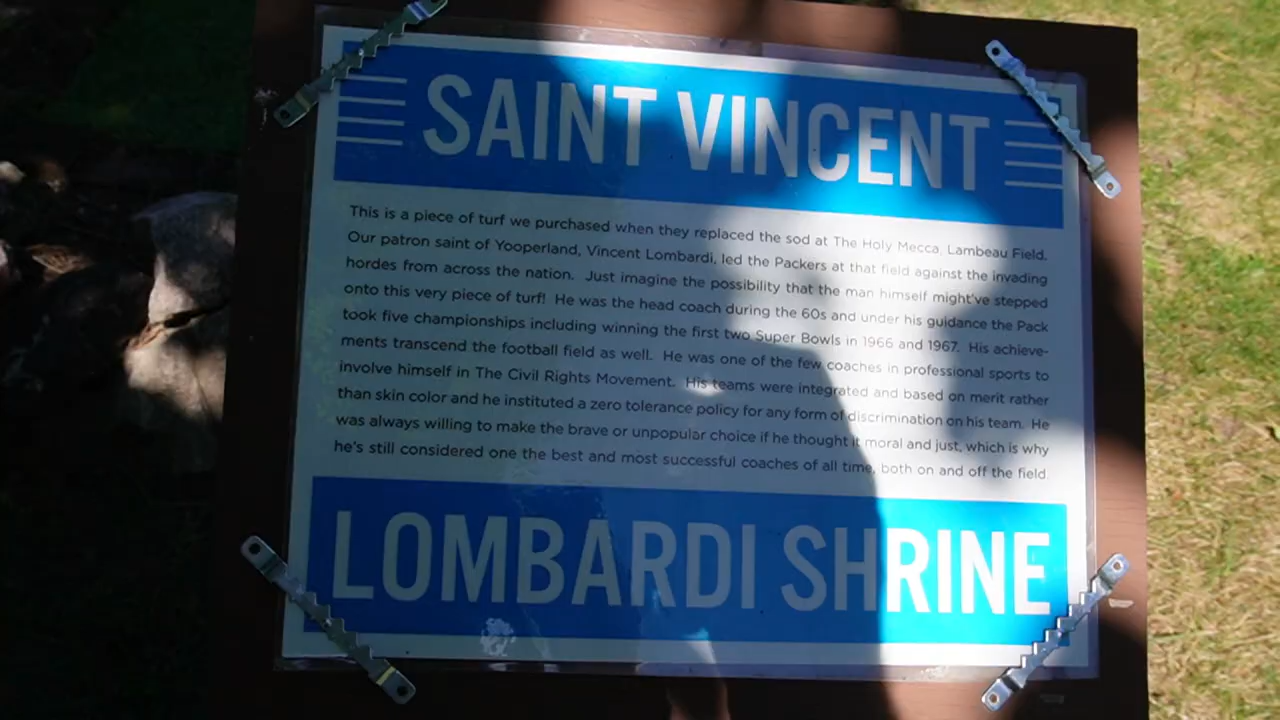 SAINT VINCENT
This is a piece of turf we purchased when they replaced the sod at The Holy Mecca, Lambeau Field.
Our patron saint of Yooperland, Vincent Lombardi, led the Packers at that field against the invading
hordes from across the nation. Just imagine the possibility that the man himself might've stepped
onto this very piece of turf! He was the head coach during the 60s and under his guidance the Pack
took five championships including winning the first two Super Bowls in 1966 and 1967. His achieve-
ments transcend the football field as well. He was one of the few coaches in professional sports to
involve himself in The Civil Rights Movement. His teams were integrated and based on merit rather
than skin color and he instituted a zero tolerance policy for any form of discrimination on his team. He
was always willing to make the brave or unpopular choice if he thought it moral and just, which is why
he's still considered one the best and most successful coaches of all time, both on and off the field.
LOMBARDI SHRINE